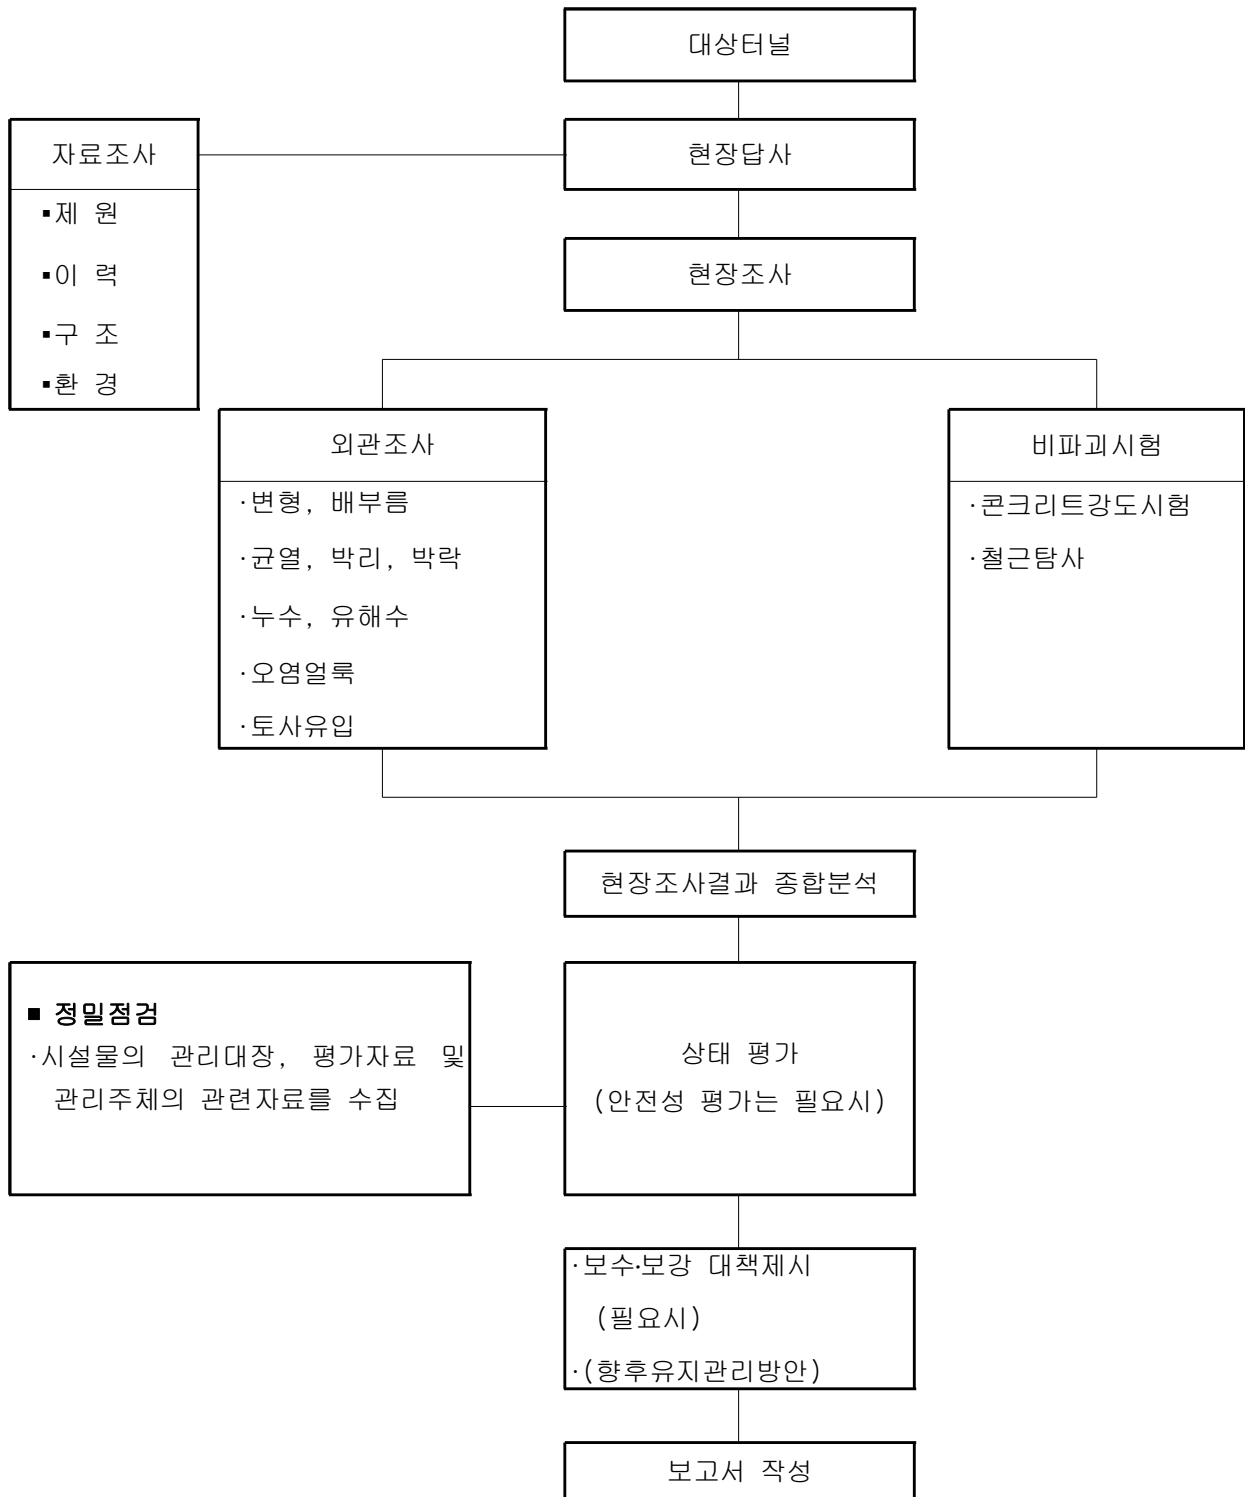 대상터널
자료조사
현장답사
▪제 원
▪이 력
▪구 조
▪환 경
현장조사
외관조사
·변형, 배부름
·균열, 박리, 박락
·누수, 유해수
·오염얼룩
·토사유입
비파괴시험
·콘크리트강도시험
·철근탐사
현장조사결과 종합분석
■ 정밀점검
·시설물의 관리대장, 평가자료 및
관리주체의 관련자료를 수집
상태 평가
(안전성 평가는 필요시)
·보수·보강 대책제시
(필요시)
·(향후유지관리방안)
보고서 작성